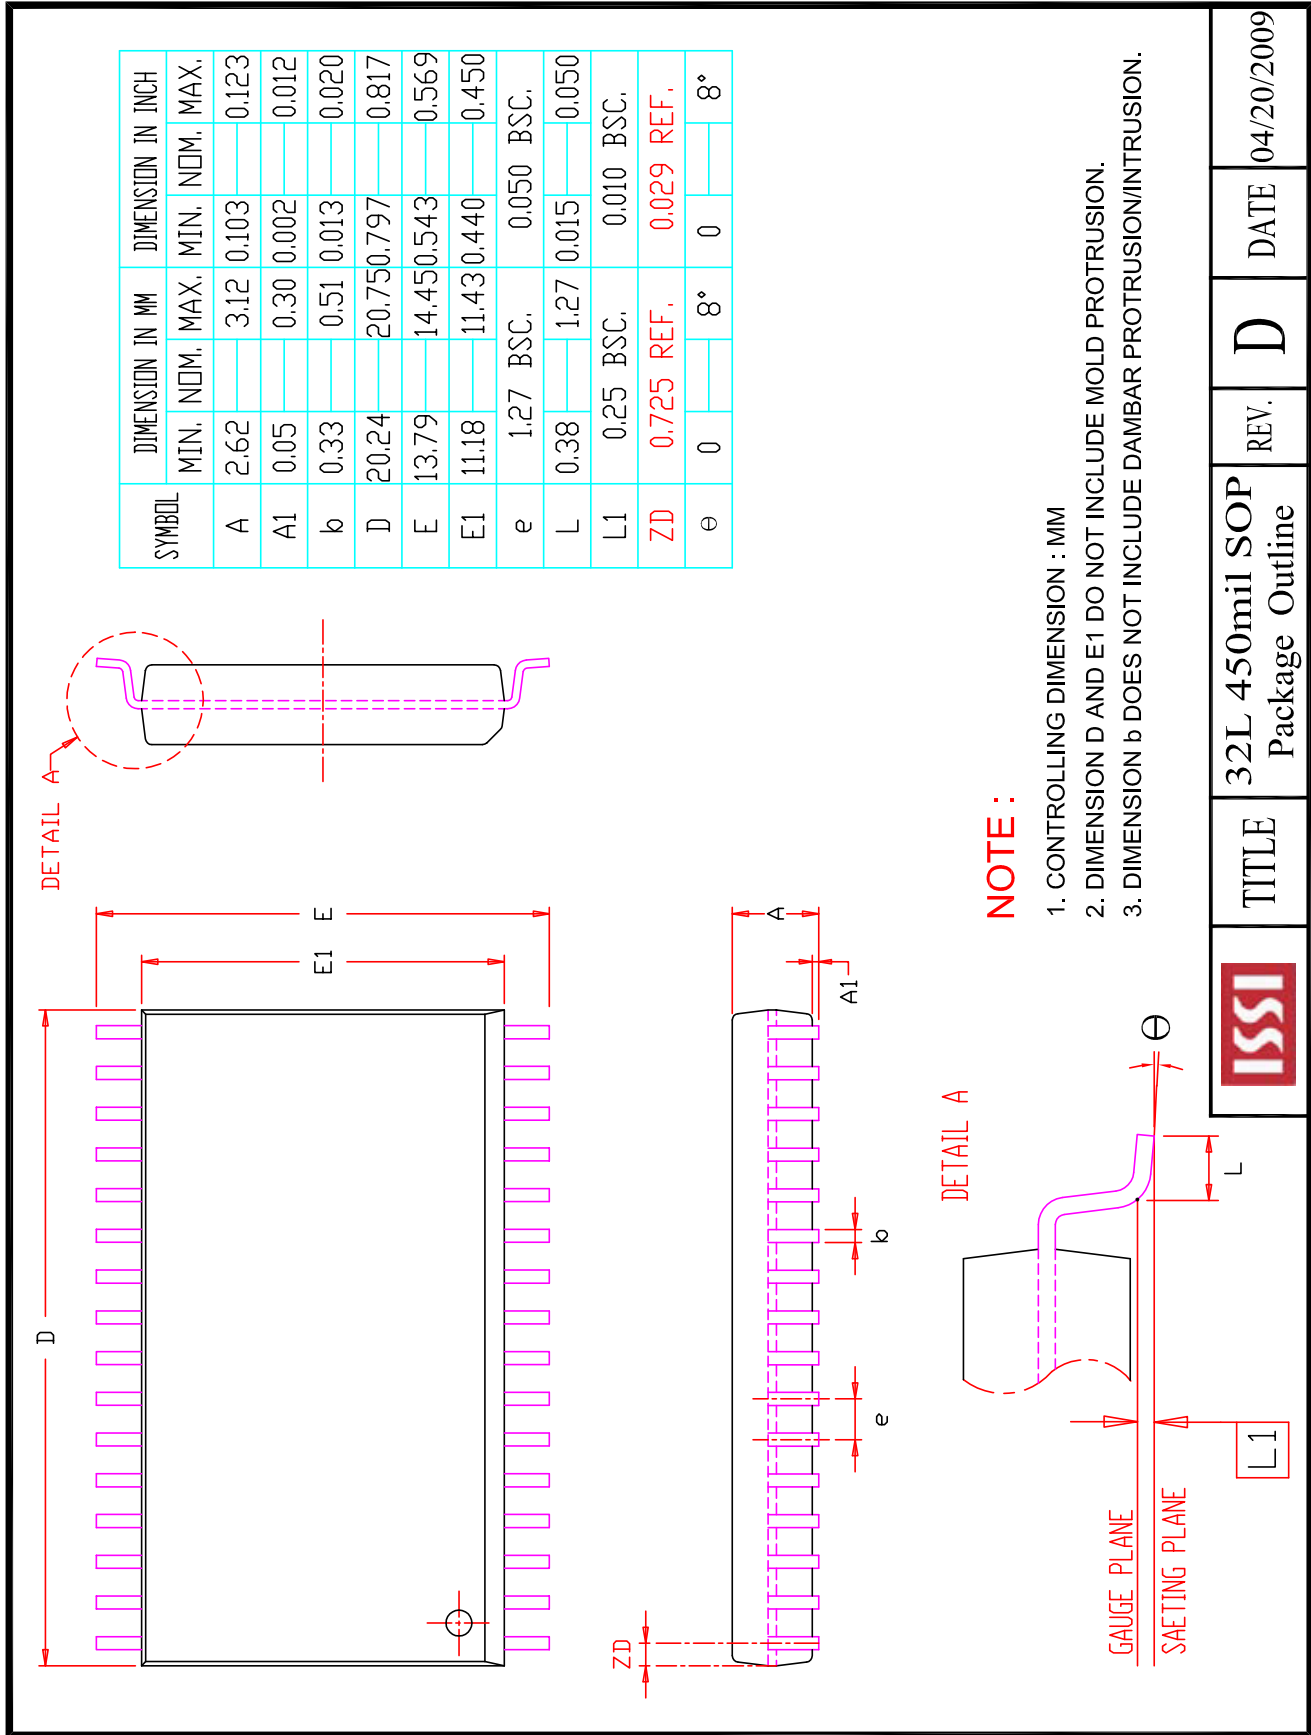 DETAIL A
D
E1
E
ZD
e
b
A1
A
SYMBOL
DIMENSION IN MM
DIMENSION IN INCH
MIN. NOM. MAX. MIN. NOM. MAX.
A 2.62 3.12 0.103 0.123
A1 0.05 0.30 0.002 0.012
b 0.33 0.51 0.013 0.020
D 20.24 20.75 0.797 0.817
E 13.79 14.45 0.543 0.569
E1 11.18 11.43 0.440 0.450
e 1.27 BSC. 0.050 BSC.
L 0.38 1.27 0.015 0.050
L1 0.25 BSC. 0.010 BSC.
ZD 0.725 REF. 0.029 REF.
Θ 0 8° 0 8°
DETAIL A
GAUGE PLANE
SAETING PLANE
L1
L
Θ
NOTE :
1. CONTROLLING DIMENSION : MM
2. DIMENSION D AND E1 DO NOT INCLUDE MOLD PROTRUSION.
3. DIMENSION b DOES NOT INCLUDE DAMBAR PROTRUSION/INTRUSION.
ISSI
TITLE
32L 450mil SOP
Package Outline
REV.
D
DATE
04/20/2009